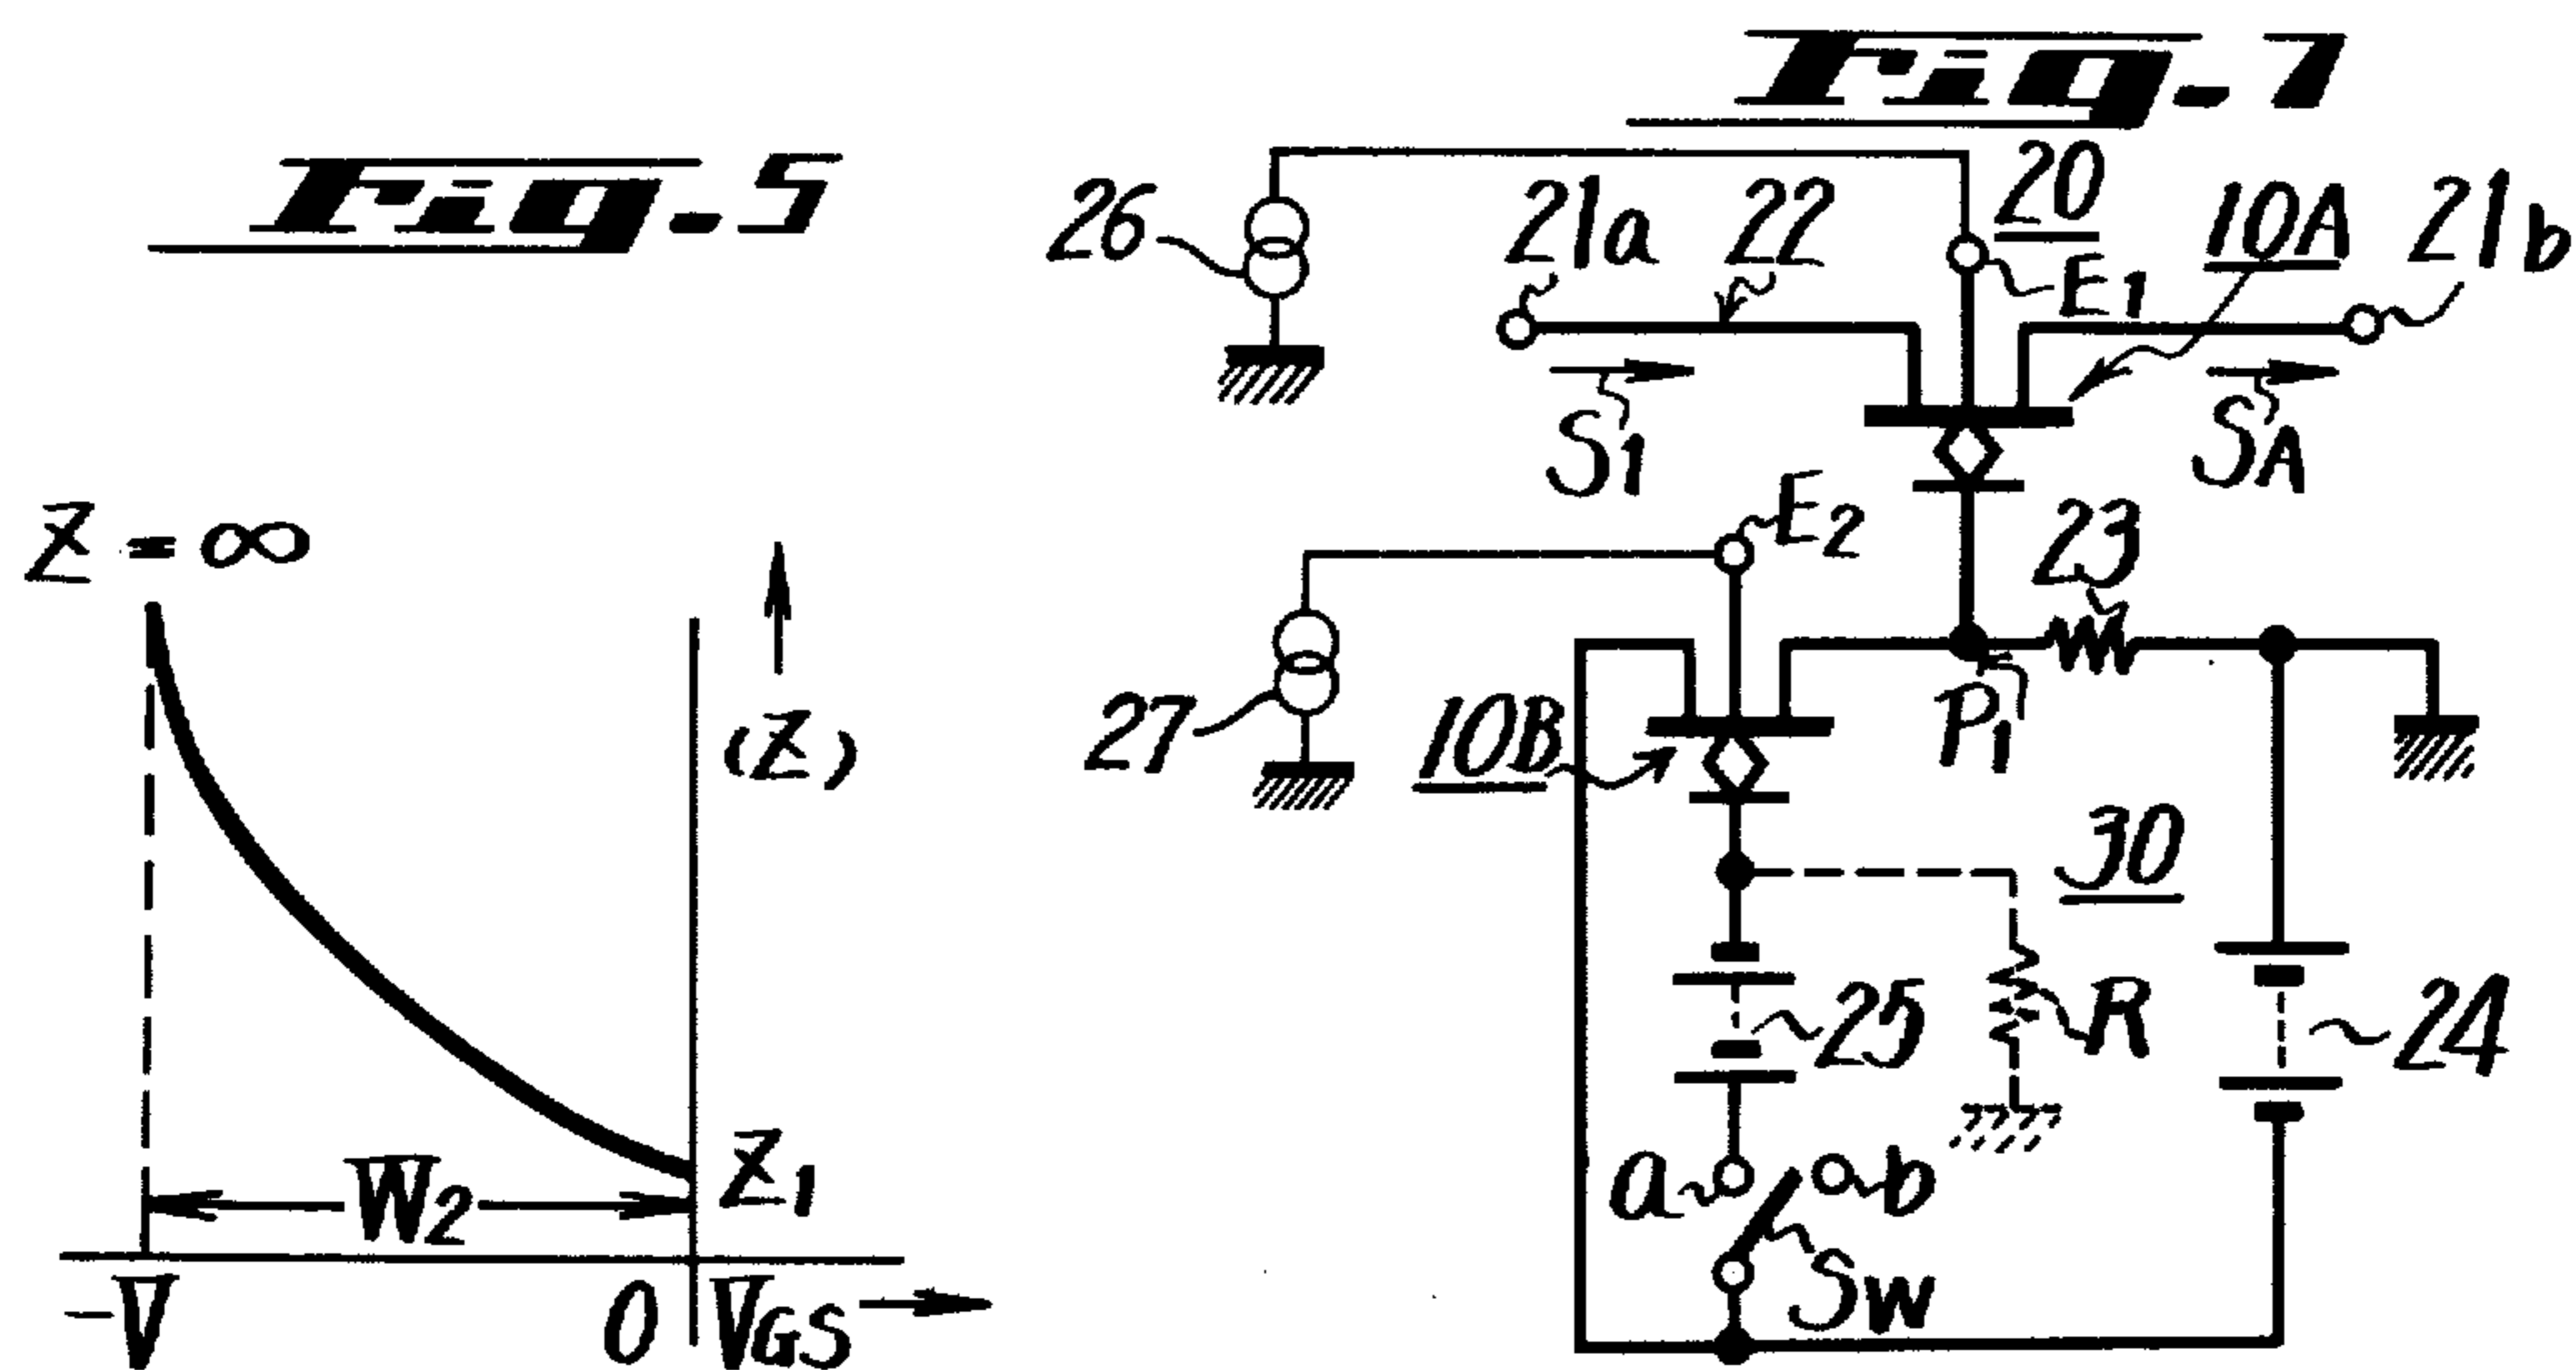 Fig.5
Z = ∞
(Z)
Z1
W2
-V
0
VGS
Fig.7
26
21a
22
20
10A
21b
E1
S1
SA
E2
23
27
10B
P1
30
25
R
24
a
b
SW